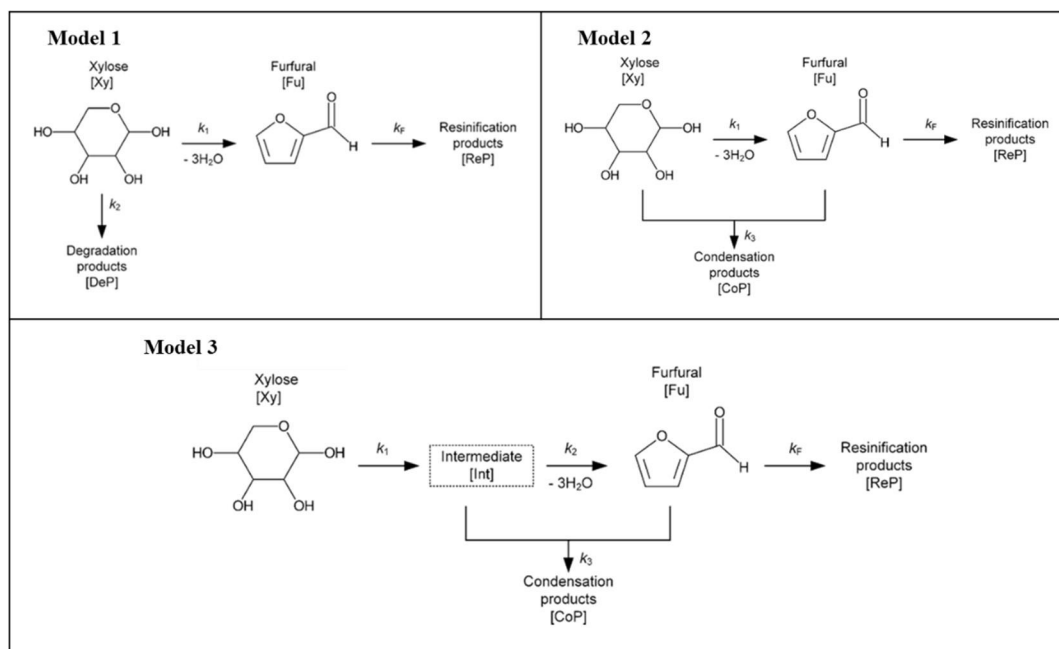 Model 1
Xylose
[Xy]
Furfural
[Fu]
O
O
HO
OH
k1
- 3H2O
O
H
kF
Resinification
products
[ReP]
OH
OH
k2
Degradation
products
[DeP]
Model 2
Xylose
[Xy]
Furfural
[Fu]
O
O
HO
OH
k1
- 3H2O
O
H
kF
Resinification
products
[ReP]
OH
OH
k3
Condensation
products
[CoP]
Model 3
Xylose
[Xy]
Furfural
[Fu]
O
O
HO
OH
k1
Intermediate
[Int]
k2
- 3H2O
O
H
kF
Resinification
products
[ReP]
OH
OH
k3
Condensation
products
[CoP]